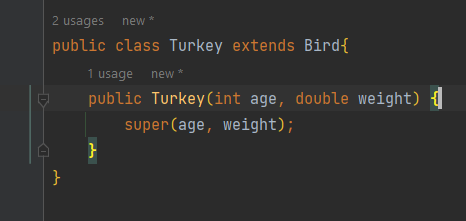 2 usages new *
public class Turkey extends Bird{
1 usage new *
public Turkey(int age, double weight) {
super(age, weight);
}
}